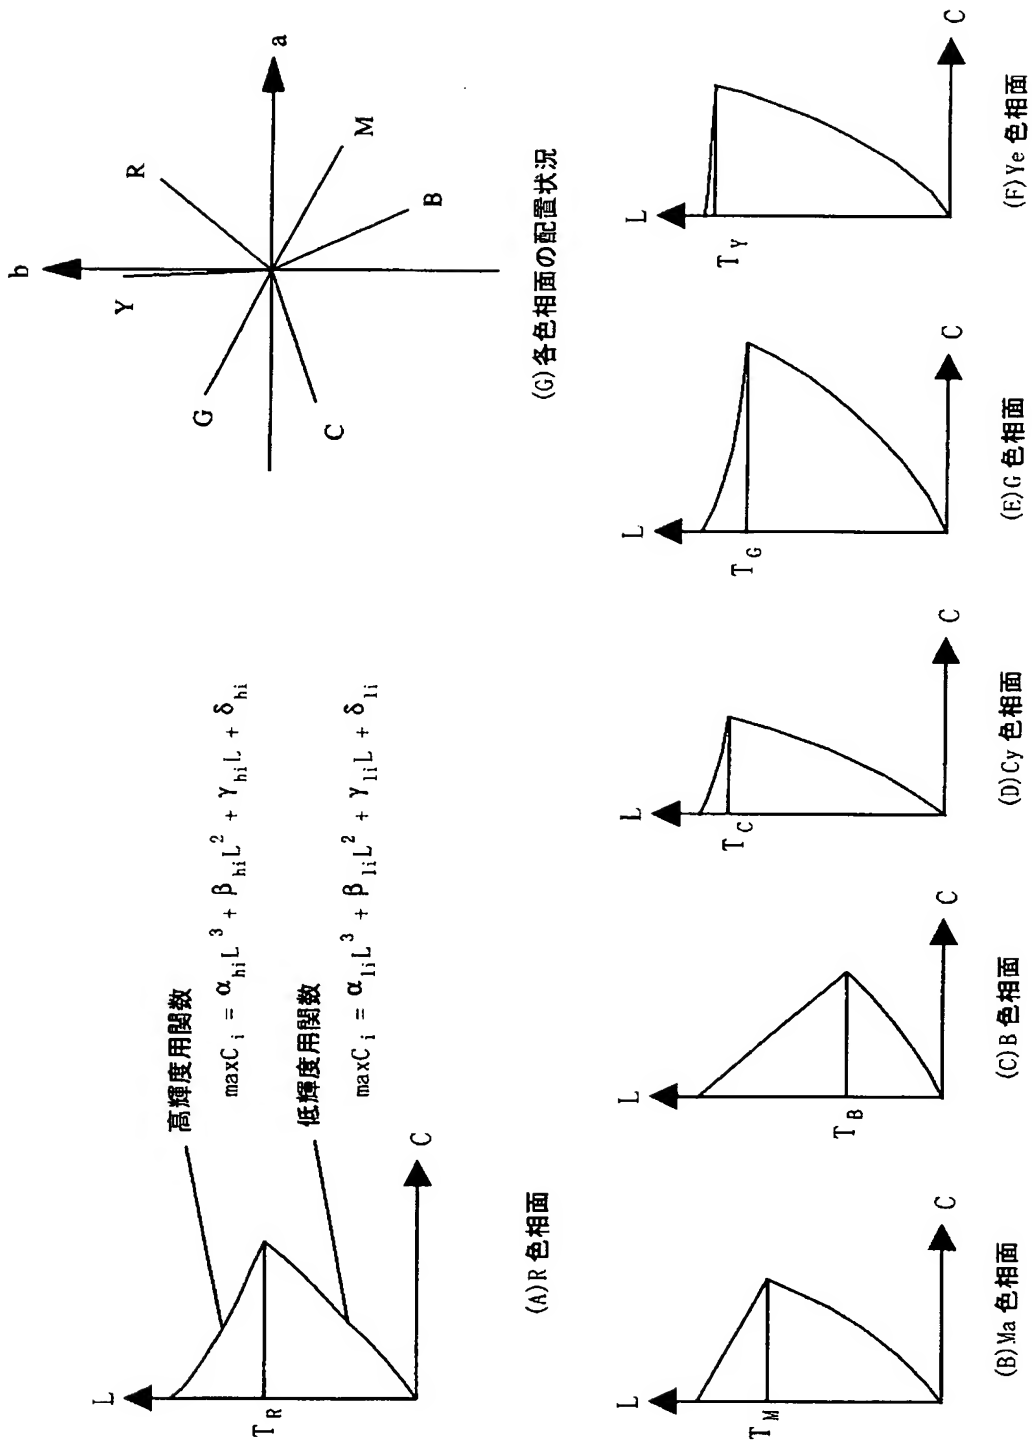 L
高輝度用関数
maxC_i = α_hi L^3 + β_hi L^2 + γ_hi L + δ_hi
低輝度用関数
maxC_i = α_li L^3 + β_li L^2 + γ_li L + δ_li
T_R
C
(A)R色相面
b
Y
R
G
a
C
M
B
(G)各色相面の配置状況
L
T_M
C
(B)Ma色相面
L
T_B
C
(C)B色相面
L
T_C
C
(D)Cy色相面
L
T_G
C
(E)G色相面
L
T_Y
C
(F)Ye色相面